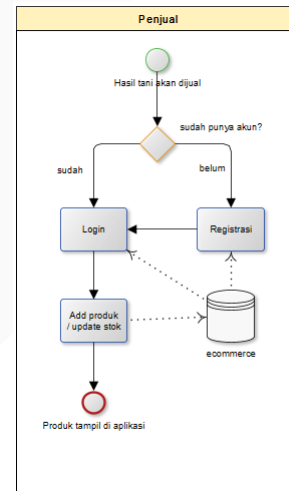 Penjual
Hasil tani akan dijual
sudah punya akun?
sudah
belum
Login
Registrasi
Add produk
/ update stok
ecommerce
Produk tampil di aplikasi